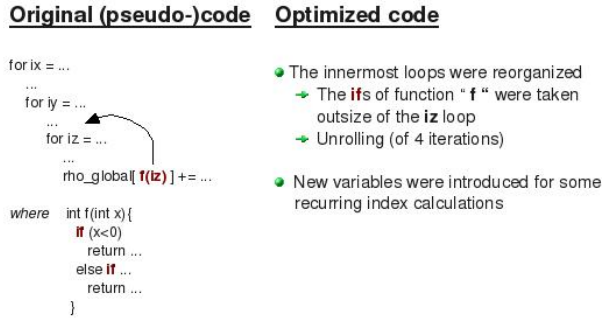 Original (pseudo-)code
for ix = ...
...
for iy = ...
...
for iz = ...
...
rho_global[ f(iz) ] += ...
where int f(int x){
if (x<0)
return ...
else if ...
return ...
}
Optimized code
The innermost loops were reorganized
The ifs of function “ f “ were taken
outsize of the iz loop
Unrolling (of 4 iterations)
New variables were introduced for some
recurring index calculations